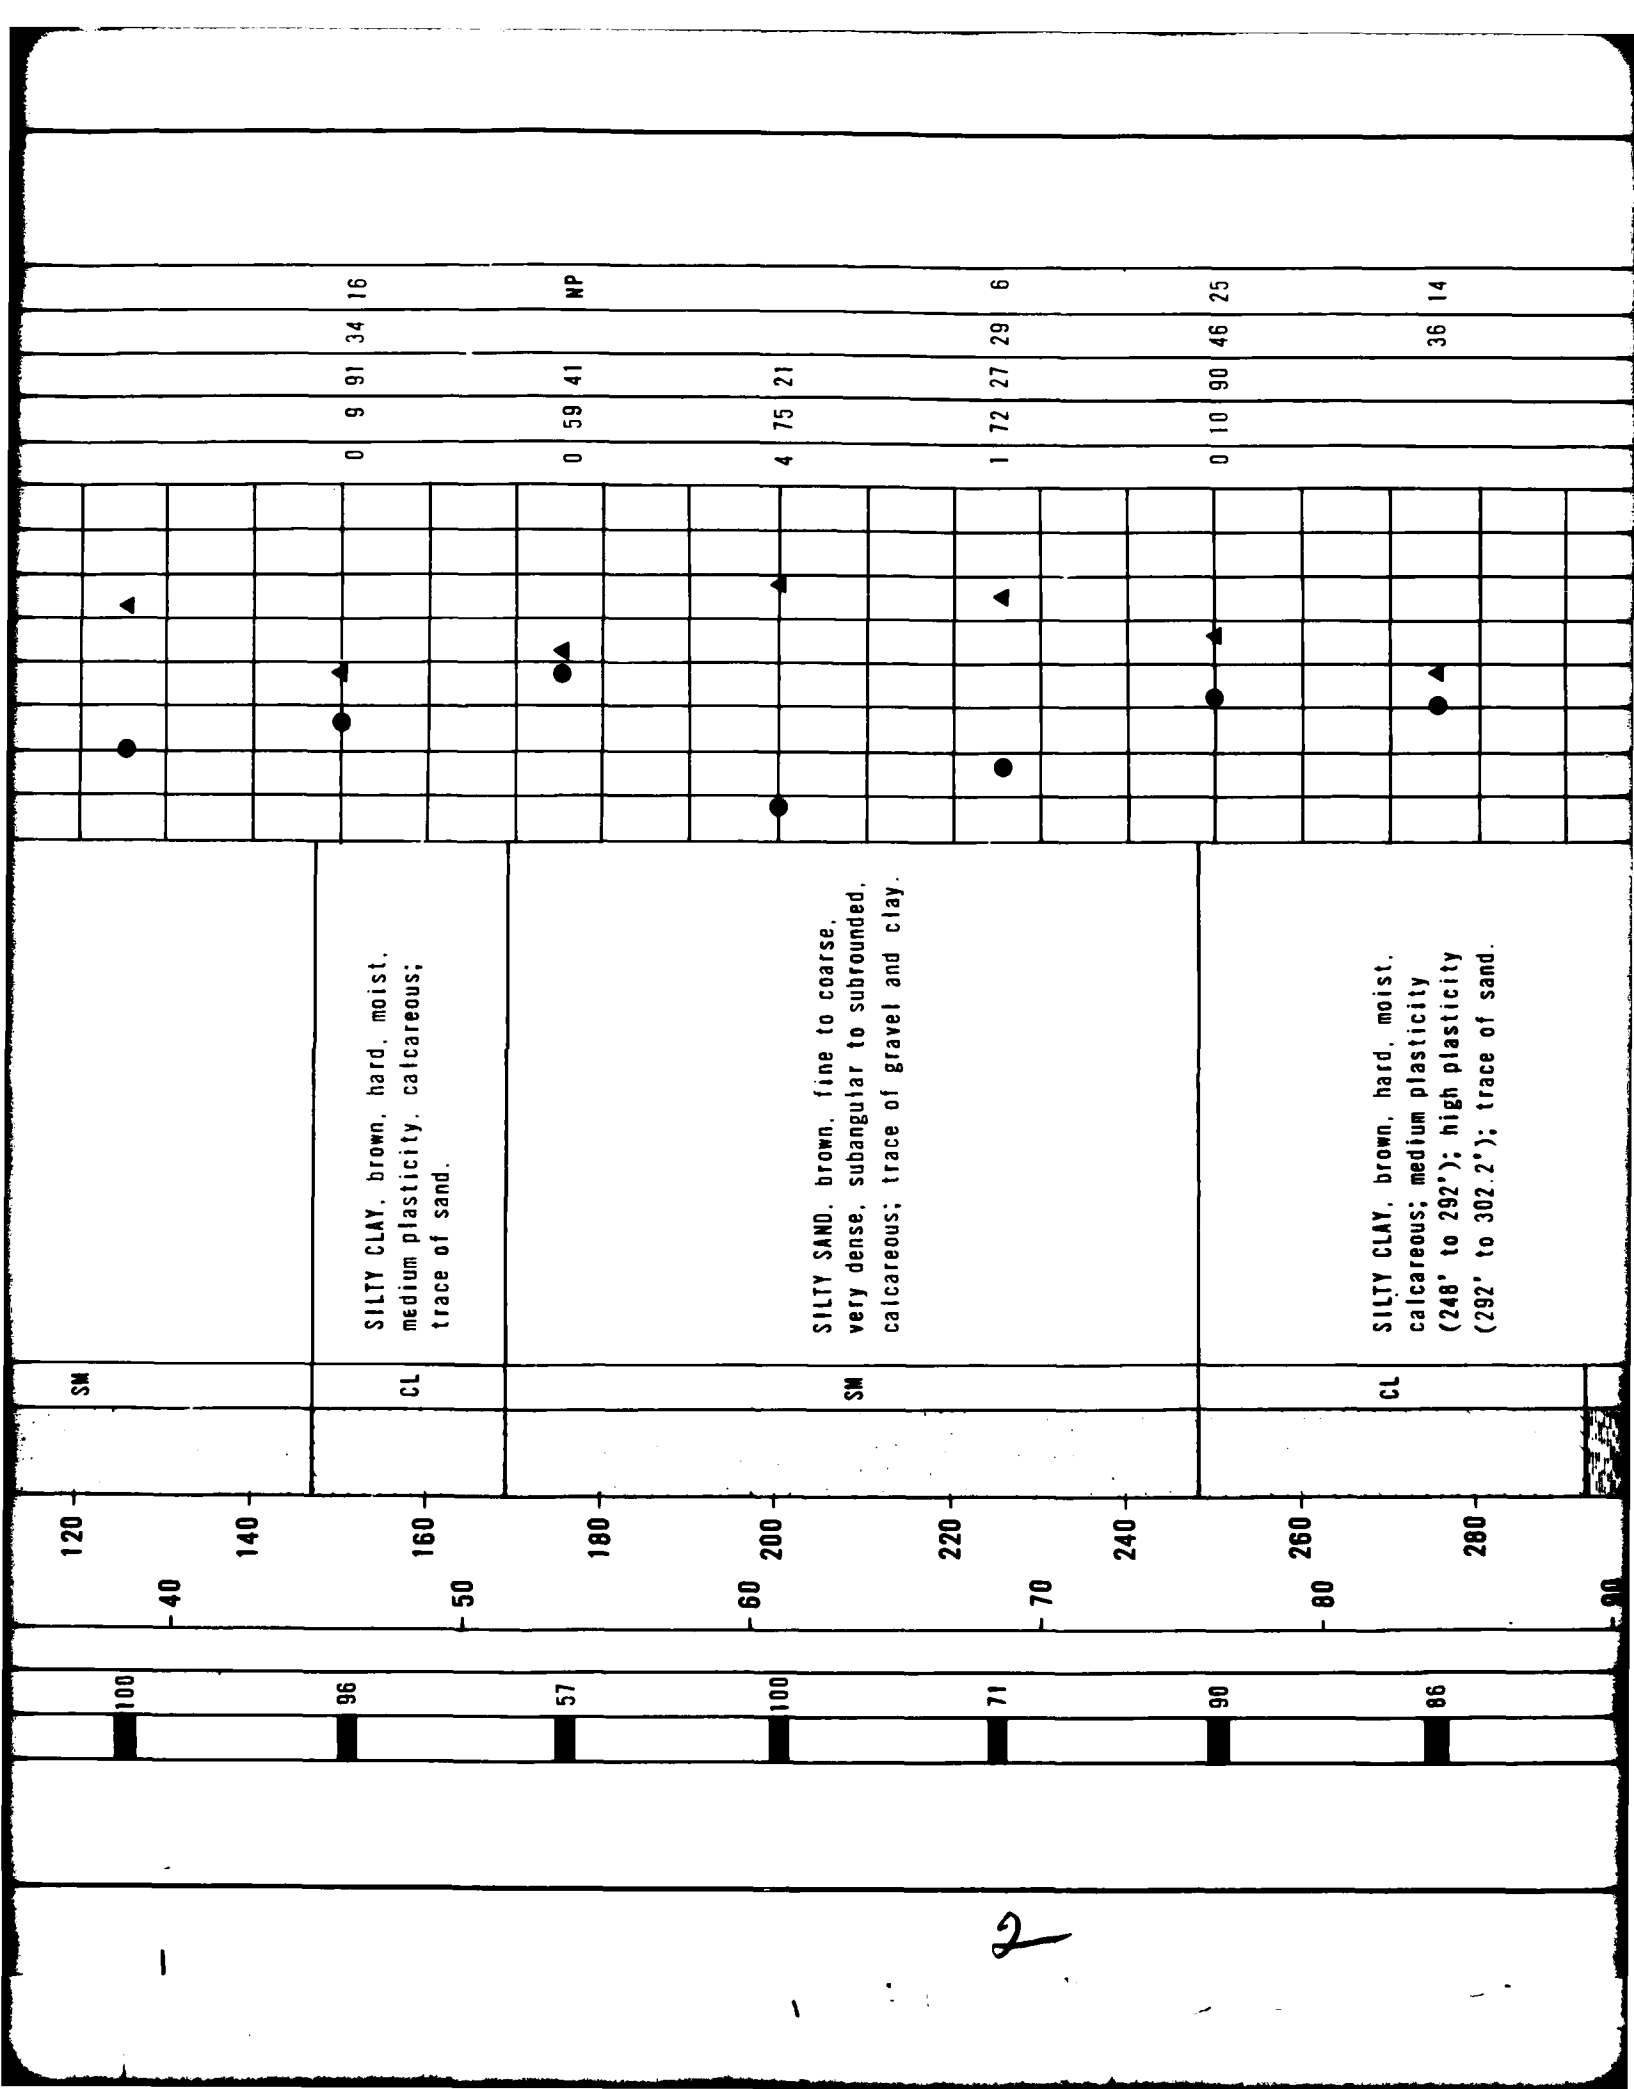 100
96
57
100
71
90
86
40
50
60
70
80
90
120
140
160
180
200
220
240
260
280
SM
CL
SM
CL
SILTY CLAY, brown, hard, moist,
medium plasticity, calcareous;
trace of sand.
SILTY SAND, brown, fine to coarse,
very dense, subangular to subrounded,
calcareous; trace of gravel and clay.
SILTY CLAY, brown, hard, moist,
calcareous; medium plasticity
(248' to 292'); high plasticity
(292' to 302.2'); trace of sand.
0 9 91 34 16
0 59 41 NP
4 75 21
1 72 27 29 6
0 10 90 46 25
36 14
2